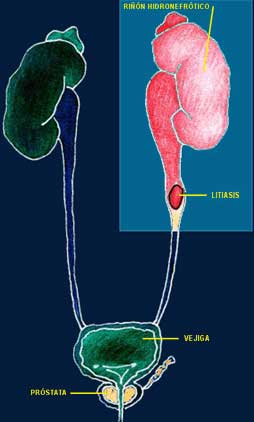 RIÑÓN HIDRONEFRÓTICO
LITIASIS
VEJIGA
PRÓSTATA